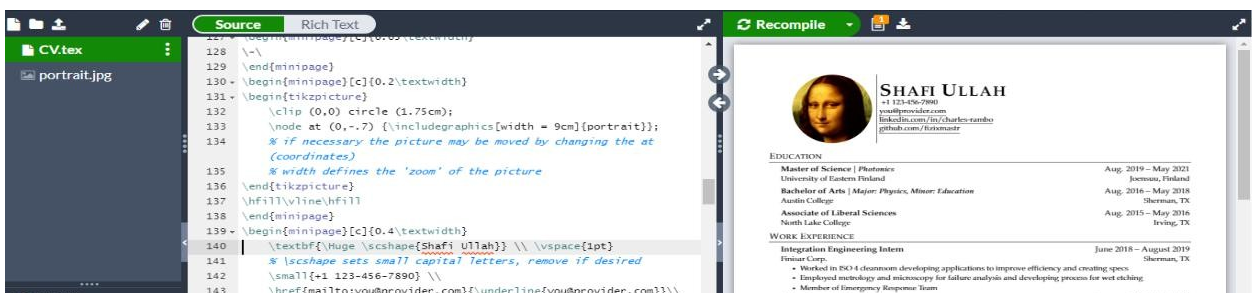 Source
Rich Text
Recompile
1
CV.tex
portrait.jpg
127 \begin{minipage}[c]{0.05\textwidth}
128 \-\
129 \end{minipage}
130 \begin{minipage}[c]{0.2\textwidth}
131 \begin{tikzpicture}
132 \clip (0,0) circle (1.75cm);
133 \node at (0,-.7) {\includegraphics[width = 9cm]{portrait}};
134 % if necessary the picture may be moved by changing the at
(coordinates)
135 % width defines the 'zoom' of the picture
136 \end{tikzpicture}
137 \hfill\vline\hfill
138 \end{minipage}
139 \begin{minipage}[c]{0.4\textwidth}
140 \textbf{\Huge \scshape{Shafi Ullah}} \\ \vspace{1pt}
141 % \scshape sets small capital letters, remove if desired
142 \small{+1 123-456-7890} \\
143 \href{mailto:you@provider.com}{\underline{you@provider.com}}\\
SHAFI ULLAH
+1 123-456-7890
you@provider.com
linkedin.com/in/charles-rambo
github.com/fizixmastr
EDUCATION
Master of Science | Photonics Aug. 2019 – May 2021
University of Eastern Finland Joensuu, Finland
Bachelor of Arts | Major: Physics, Minor: Education Aug. 2016 – May 2018
Austin College Sherman, TX
Associate of Liberal Sciences Aug. 2015 – May 2016
North Lake College Irving, TX
WORK EXPERIENCE
Integration Engineering Intern June 2018 – August 2019
Finisar Corp. Sherman, TX
• Worked in ISO 4 cleanroom developing applications to improve efficiency and creating specs
• Employed metrology and microscopy for failure analysis and developing process for wet etching
• Member of Emergency Response Team